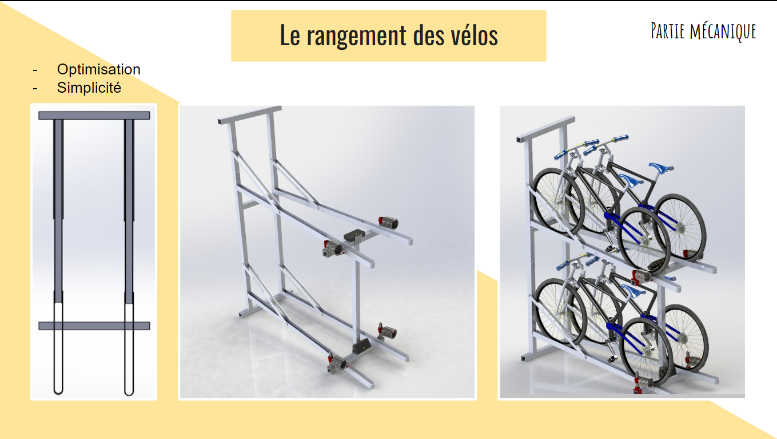 Le rangement des vélos
Partie mécanique
- Optimisation
- Simplicité